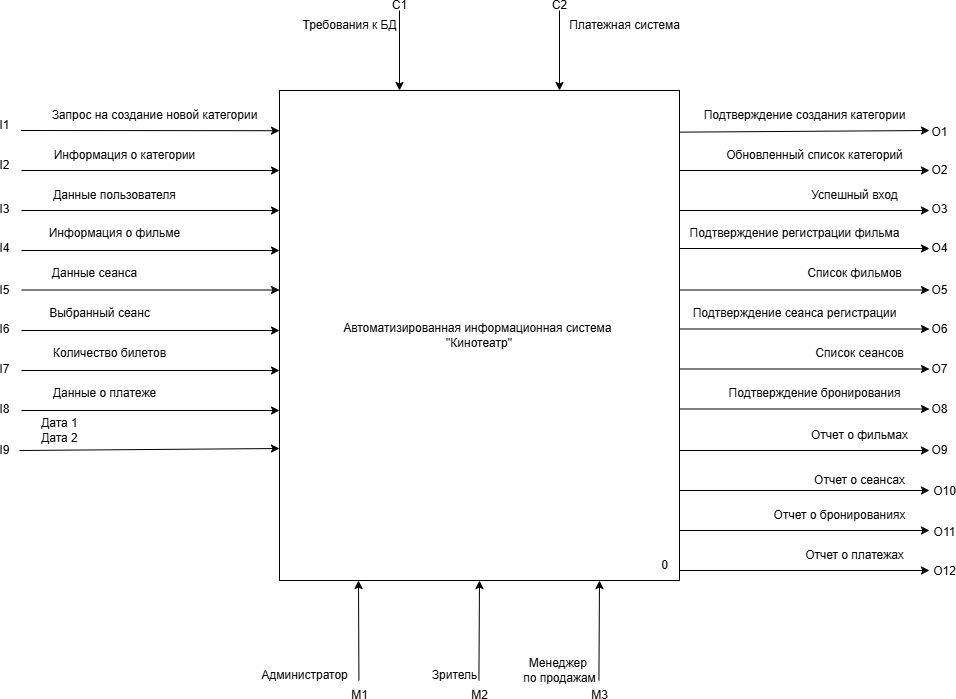 C1
C2
Требования к БД
Платежная система
I1
Запрос на создание новой категории
I2
Информация о категории
I3
Данные пользователя
I4
Информация о фильме
I5
Данные сеанса
I6
Выбранный сеанс
I7
Количество билетов
I8
Данные о платеже
I9
Дата 1
Дата 2
Автоматизированная информационная система
"Кинотеатр"
0
Подтверждение создания категории
O1
Обновленный список категорий
O2
Успешный вход
O3
Подтверждение регистрации фильма
O4
Список фильмов
O5
Подтверждение сеанса регистрации
O6
Список сеансов
O7
Подтверждение бронирования
O8
Отчет о фильмах
O9
Отчет о сеансах
O10
Отчет о бронированиях
O11
Отчет о платежах
O12
Администратор
M1
Зритель
M2
Менеджер
по продажам
M3